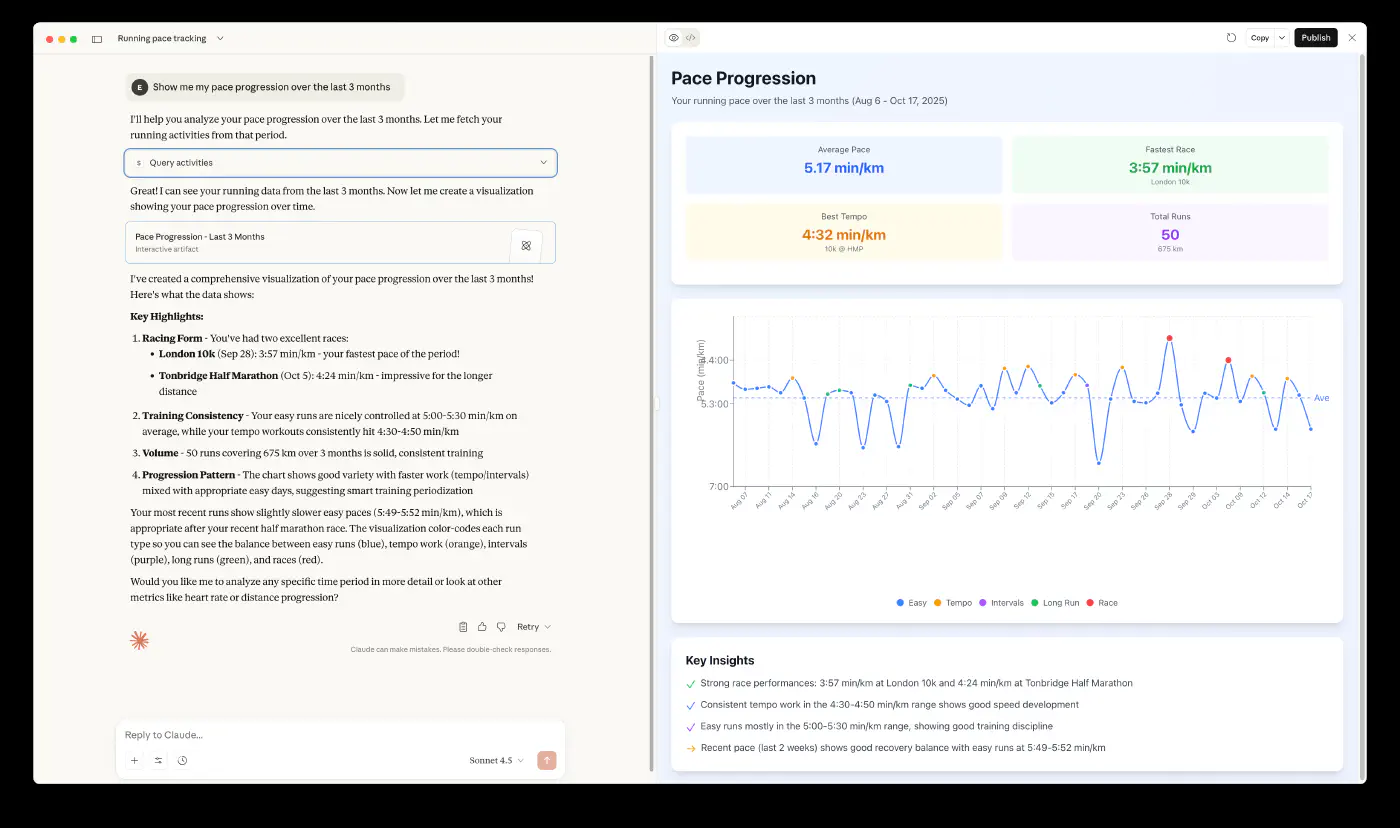 Running pace tracking
E Show me my pace progression over the last 3 months
I'll help you analyze your pace progression over the last 3 months. Let me fetch your
running activities from that period.
s Query activities
Great! I can see your running data from the last 3 months. Now let me create a visualization
showing your pace progression over time.
Pace Progression - Last 3 Months
Interactive artifact
I've created a comprehensive visualization of your pace progression over the last 3 months!
Here's what the data shows:
Key Highlights:
1. Racing Form - You've had two excellent races:
• London 10k (Sep 28): 3:57 min/km - your fastest pace of the period!
• Tonbridge Half Marathon (Oct 5): 4:24 min/km - impressive for the longer
distance
2. Training Consistency - Your easy runs are nicely controlled at 5:00-5:30 min/km on
average, while your tempo workouts consistently hit 4:30-4:50 min/km
3. Volume - 50 runs covering 675 km over 3 months is solid, consistent training
4. Progression Pattern - The chart shows good variety with faster work (tempo/intervals)
mixed with appropriate easy days, suggesting smart training periodization
Your most recent runs show slightly slower easy paces (5:49-5:52 min/km), which is
appropriate after your recent half marathon race. The visualization color-codes each run
type so you can see the balance between easy runs (blue), tempo work (orange), intervals
(purple), long runs (green), and races (red).
Would you like me to analyze any specific time period in more detail or look at other
metrics like heart rate or distance progression?
Retry
Claude can make mistakes. Please double-check responses.
Reply to Claude...
Sonnet 4.5
Copy
Publish
Pace Progression
Your running pace over the last 3 months (Aug 6 - Oct 17, 2025)
Average Pace
5.17 min/km
Fastest Race
3:57 min/km
London 10k
Best Tempo
4:32 min/km
10k @ HMP
Total Runs
50
675 km
Pace (min/km)
4:00
5:3:00
7:00
Ave
Aug 07
Aug 11
Aug 14
Aug 16
Aug 20
Aug 23
Aug 27
Aug 31
Sep 02
Sep 05
Sep 07
Sep 09
Sep 12
Sep 15
Sep 17
Sep 20
Sep 23
Sep 26
Sep 28
Sep 29
Oct 03
Oct 09
Oct 12
Oct 14
Oct 17
Easy
Tempo
Intervals
Long Run
Race
Key Insights
Strong race performances: 3:57 min/km at London 10k and 4:24 min/km at Tonbridge Half Marathon
Consistent tempo work in the 4:30-4:50 min/km range shows good speed development
Easy runs mostly in the 5:00-5:30 min/km range, showing good training discipline
Recent pace (last 2 weeks) shows good recovery balance with easy runs at 5:49-5:52 min/km